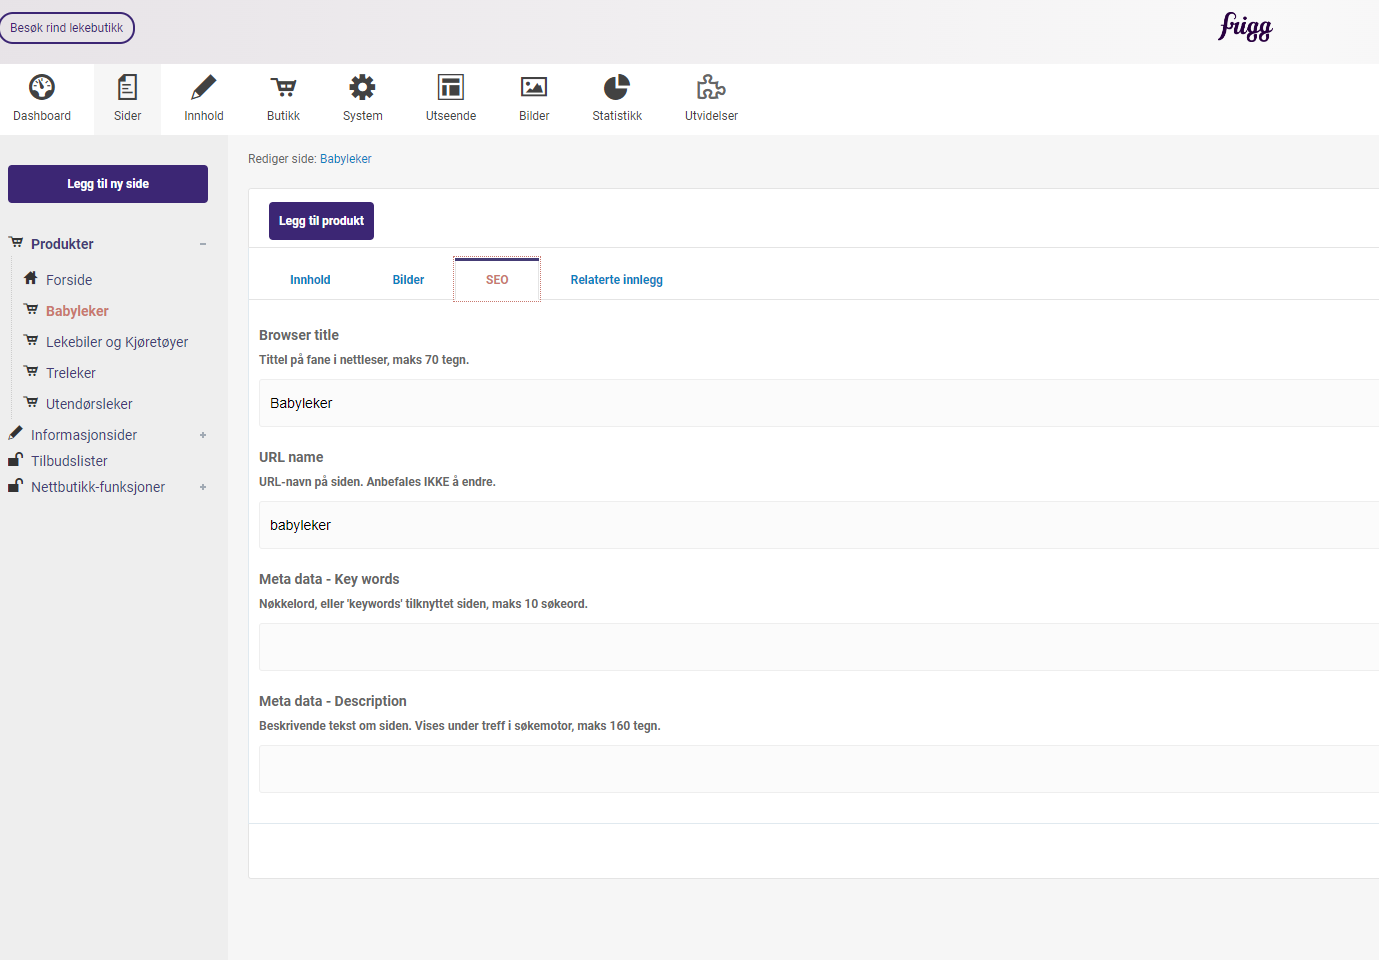 Besøk rind lekebutikk
frigg
Dashboard
Sider
Innhold
Butikk
System
Utseende
Bilder
Statistikk
Utvidelser
Legg til ny side
Produkter
Forside
Babyleker
Lekebiler og Kjøretøyer
Treleker
Utendørsleker
Informasjonsider
Tilbudslister
Nettbutikk-funksjoner
Rediger side: Babyleker
Legg til produkt
Innhold
Bilder
SEO
Relaterte innlegg
Browser title
Tittel på fane i nettleser, maks 70 tegn.
Babyleker
URL name
URL-navn på siden. Anbefales IKKE å endre.
babyleker
Meta data - Key words
Nøkkelord, eller 'keywords' tilknyttet siden, maks 10 søkeord.
Meta data - Description
Beskrivende tekst om siden. Vises under treff i søkemotor, maks 160 tegn.